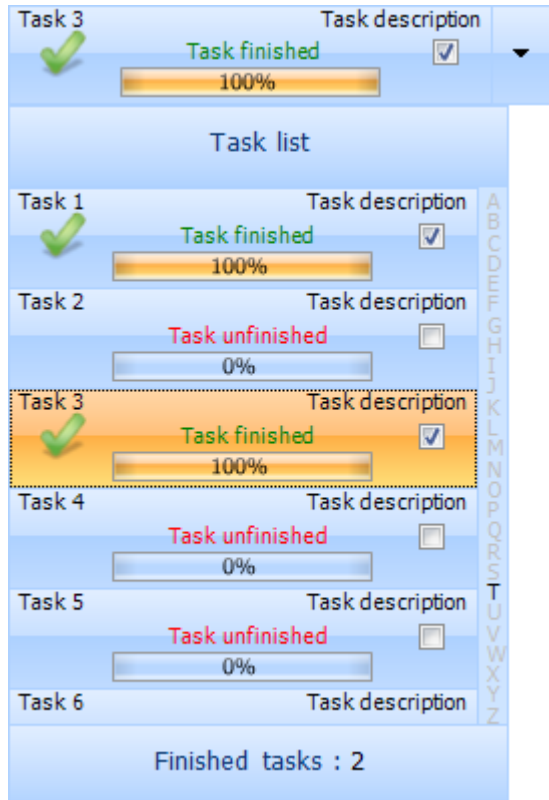 Task 3 Task description
Task finished
100%
Task list
Task 1 Task description
Task finished
100%
Task 2 Task description
Task unfinished
0%
Task 3 Task description
Task finished
100%
Task 4 Task description
Task unfinished
0%
Task 5 Task description
Task unfinished
0%
Task 6 Task description
A
B
C
D
E
F
G
H
I
J
K
L
M
N
O
P
Q
R
S
T
U
V
W
X
Y
Z
Finished tasks : 2